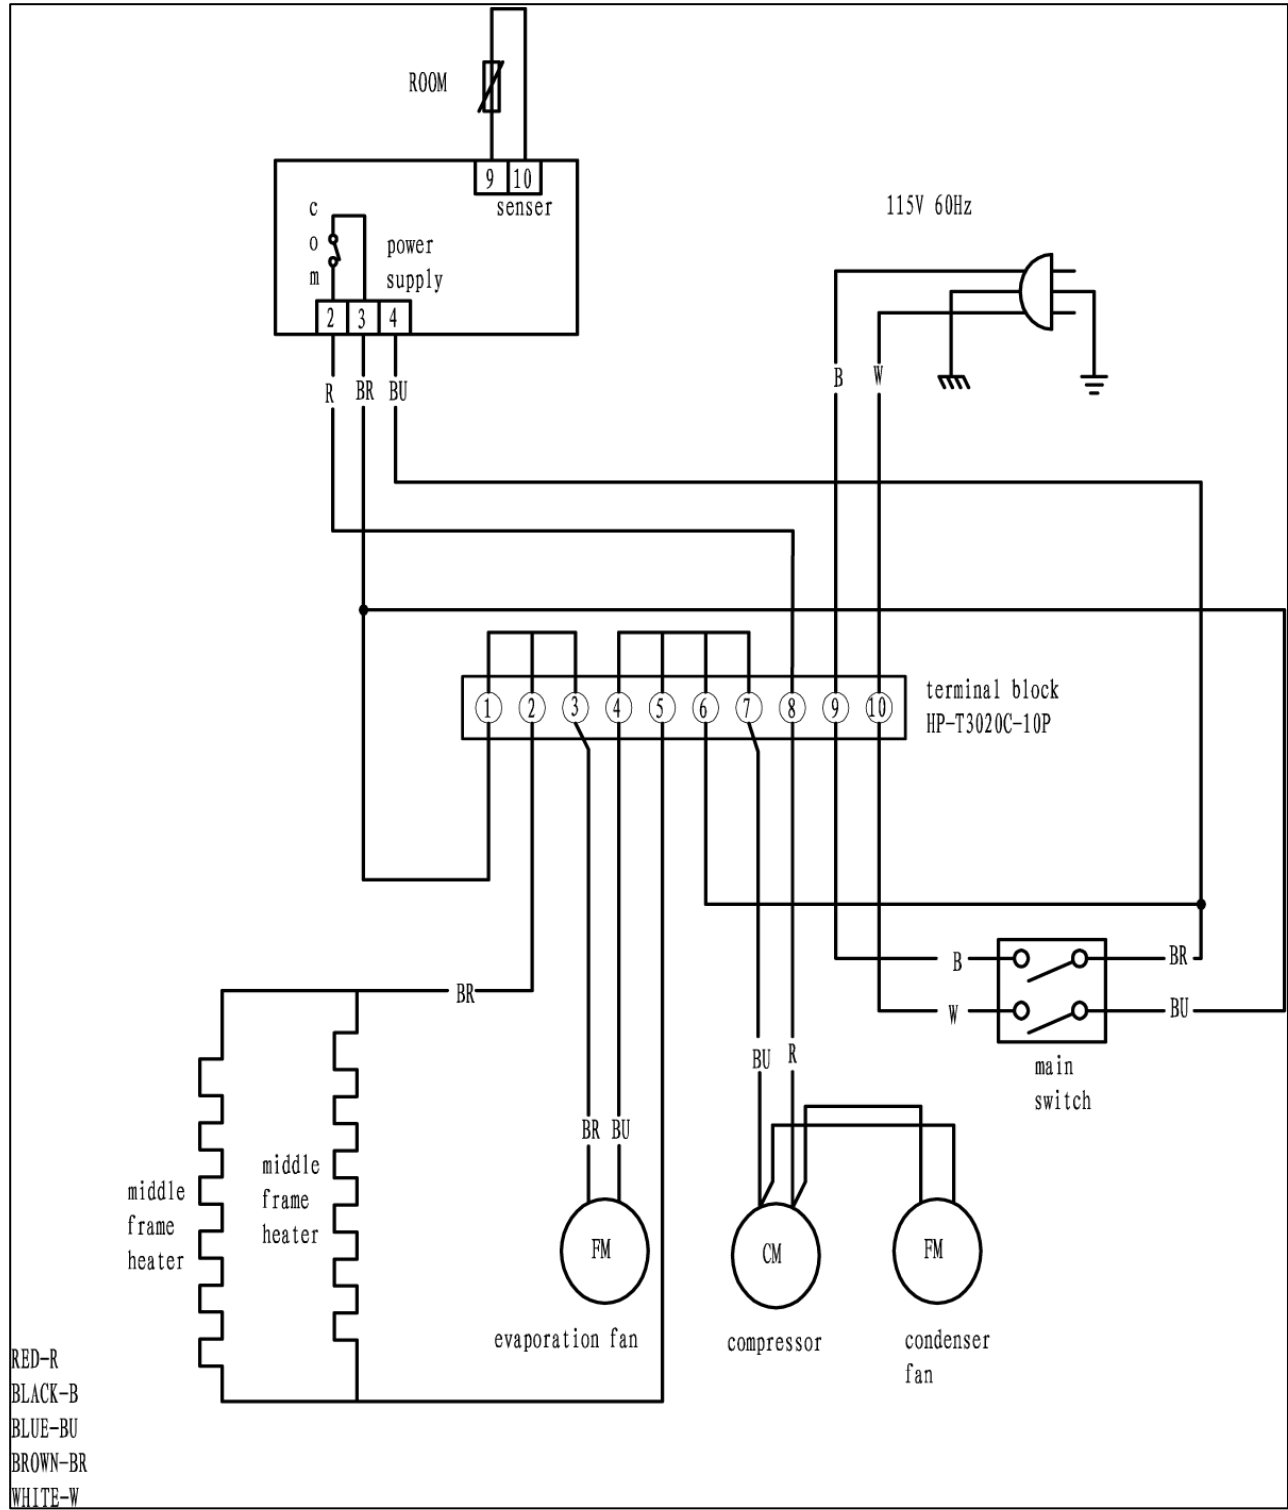 ROOM
9 10
senser
c
o
m
power
supply
2 3 4
115V 60Hz
R BR BU
B W
1 2 3 4 5 6 7 8 9 10
terminal block
HP-T3020C-10P
B
BR
W
BU
main
switch
BR
BU R
BR BU
middle
frame
heater
middle
frame
heater
FM
CM
FM
evaporation fan
compressor
condenser
fan
RED-R
BLACK-B
BLUE-BU
BROWN-BR
WHITE-W